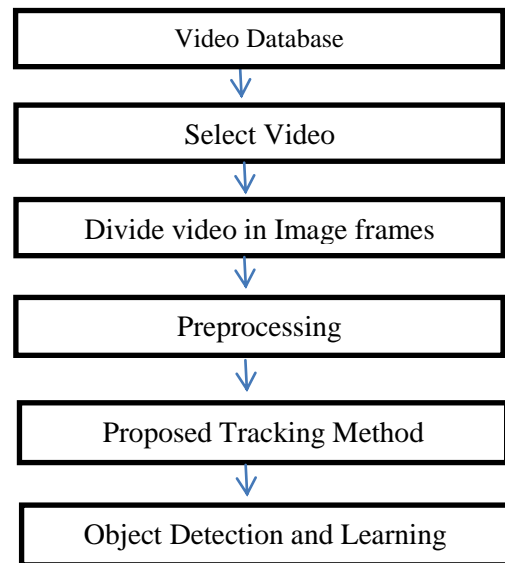 Video Database
Select Video
Divide video in Image frames
Preprocessing
Proposed Tracking Method
Object Detection and Learning